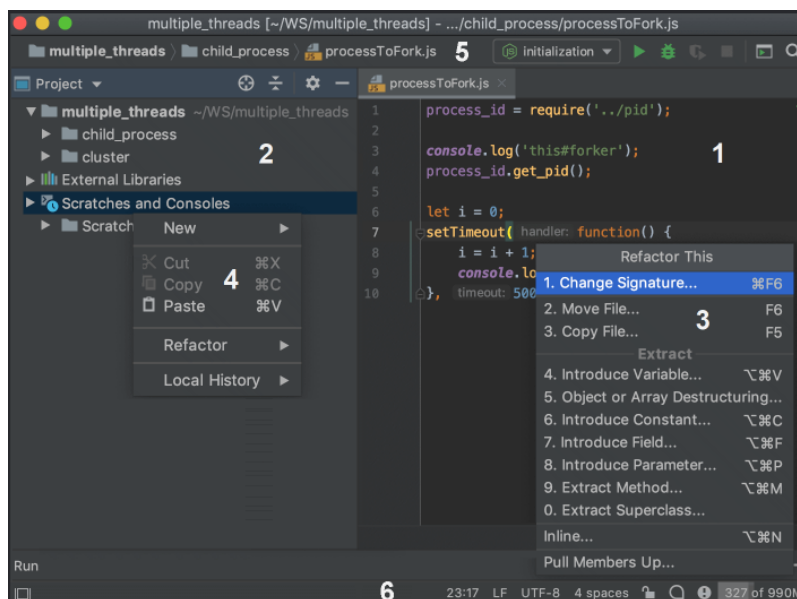 multiple_threads [~/WS/multiple_threads] - .../child_process/processToFork.js
multiple_threads child_process processToFork.js 5 initialization
Project
processToFork.js
multiple_threads ~/WS/multiple_threads
child_process
cluster
2
External Libraries
Scratches and Consoles
Scratch
New
Cut ⌘X
Copy ⌘C
4
Paste ⌘V
Refactor
Local History
1 process_id = require('../pid');
2
3 console.log('this#forker');
1
4 process_id.get_pid();
5
6 let i = 0;
7 setTimeout( handler: function() {
8 i = i + 1;
9 console.lo
10 }, timeout: 500
Refactor This
1. Change Signature... ⌘F6
2. Move File... F6
3
3. Copy File... F5
Extract
4. Introduce Variable... ⌥⌘V
5. Object or Array Destructuring...
6. Introduce Constant... ⌥⌘C
7. Introduce Field... ⌥⌘F
8. Introduce Parameter... ⌥⌘P
9. Extract Method... ⌥⌘M
0. Extract Superclass...
Inline... ⌥⌘N
Pull Members Up...
Run
6 23:17 LF UTF-8 4 spaces 327 of 990M